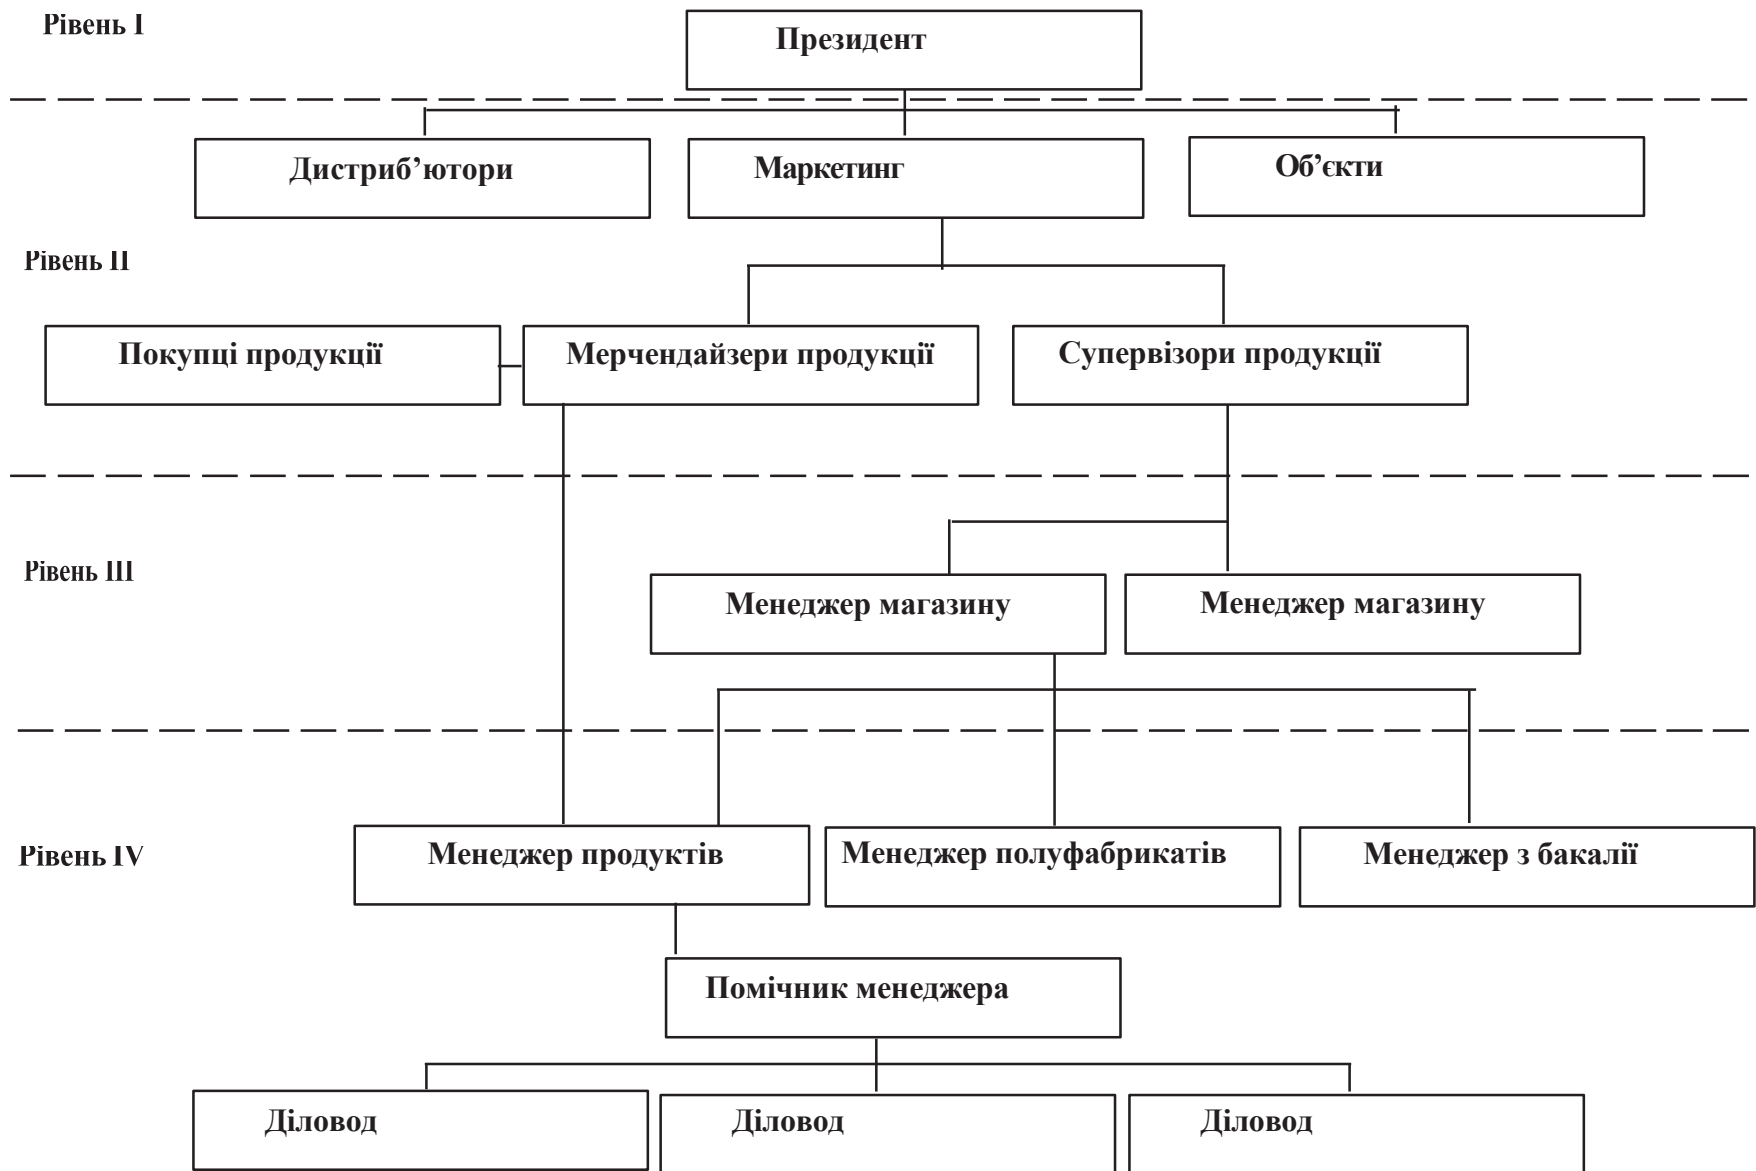 Рівень I
Президент
Дистриб’ютори
Маркетинг
Об’єкти
Рівень II
Покупці продукції
Мерчендайзери продукції
Супервізори продукції
Рівень III
Менеджер магазину
Менеджер магазину
Рівень IV
Менеджер продуктів
Менеджер полуфабрикатів
Менеджер з бакалії
Помічник менеджера
Діловод
Діловод
Діловод